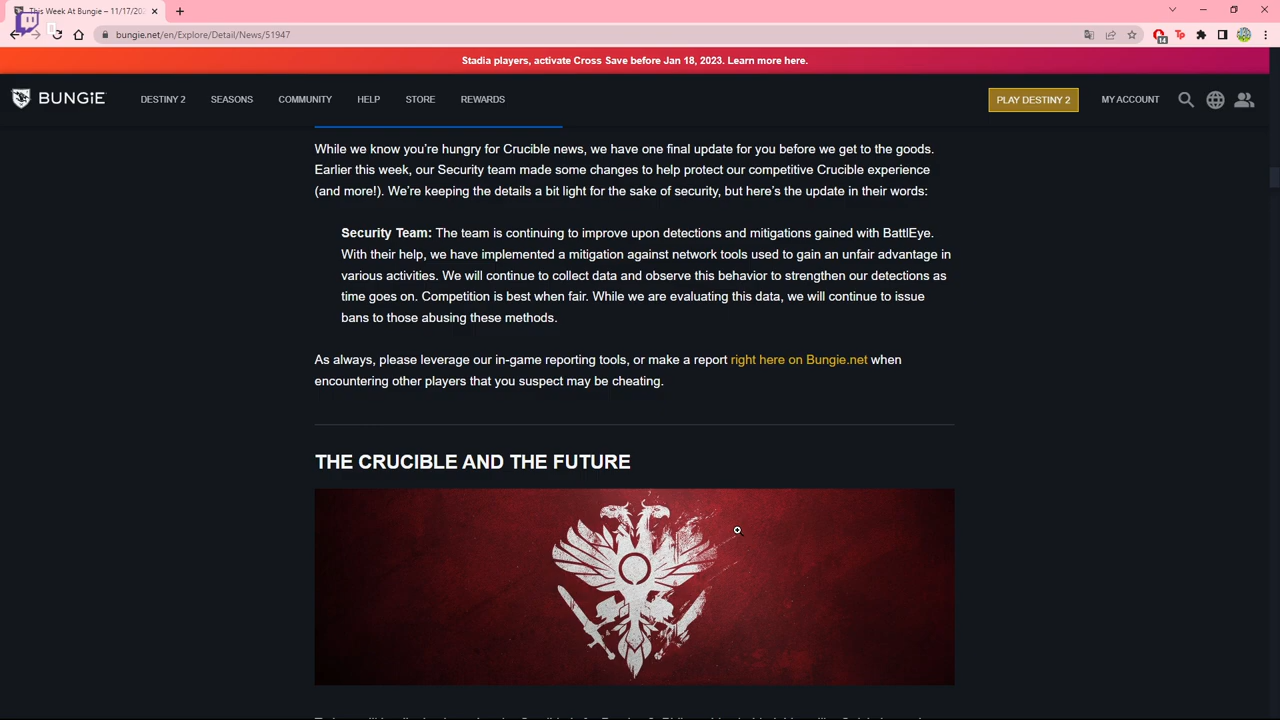 This Week At Bungie – 11/17/20
bungie.net/en/Explore/Detail/News/51947
14
Stadia players, activate Cross Save before Jan 18, 2023. Learn more here.
BUNGiE
DESTINY 2 SEASONS COMMUNITY HELP STORE REWARDS PLAY DESTINY 2 MY ACCOUNT
While we know you’re hungry for Crucible news, we have one final update for you before we get to the goods.
Earlier this week, our Security team made some changes to help protect our competitive Crucible experience
(and more!). We’re keeping the details a bit light for the sake of security, but here’s the update in their words:
Security Team: The team is continuing to improve upon detections and mitigations gained with BattlEye.
With their help, we have implemented a mitigation against network tools used to gain an unfair advantage in
various activities. We will continue to collect data and observe this behavior to strengthen our detections as
time goes on. Competition is best when fair. While we are evaluating this data, we will continue to issue
bans to those abusing these methods.
As always, please leverage our in-game reporting tools, or make a report right here on Bungie.net when
encountering other players that you suspect may be cheating.
THE CRUCIBLE AND THE FUTURE